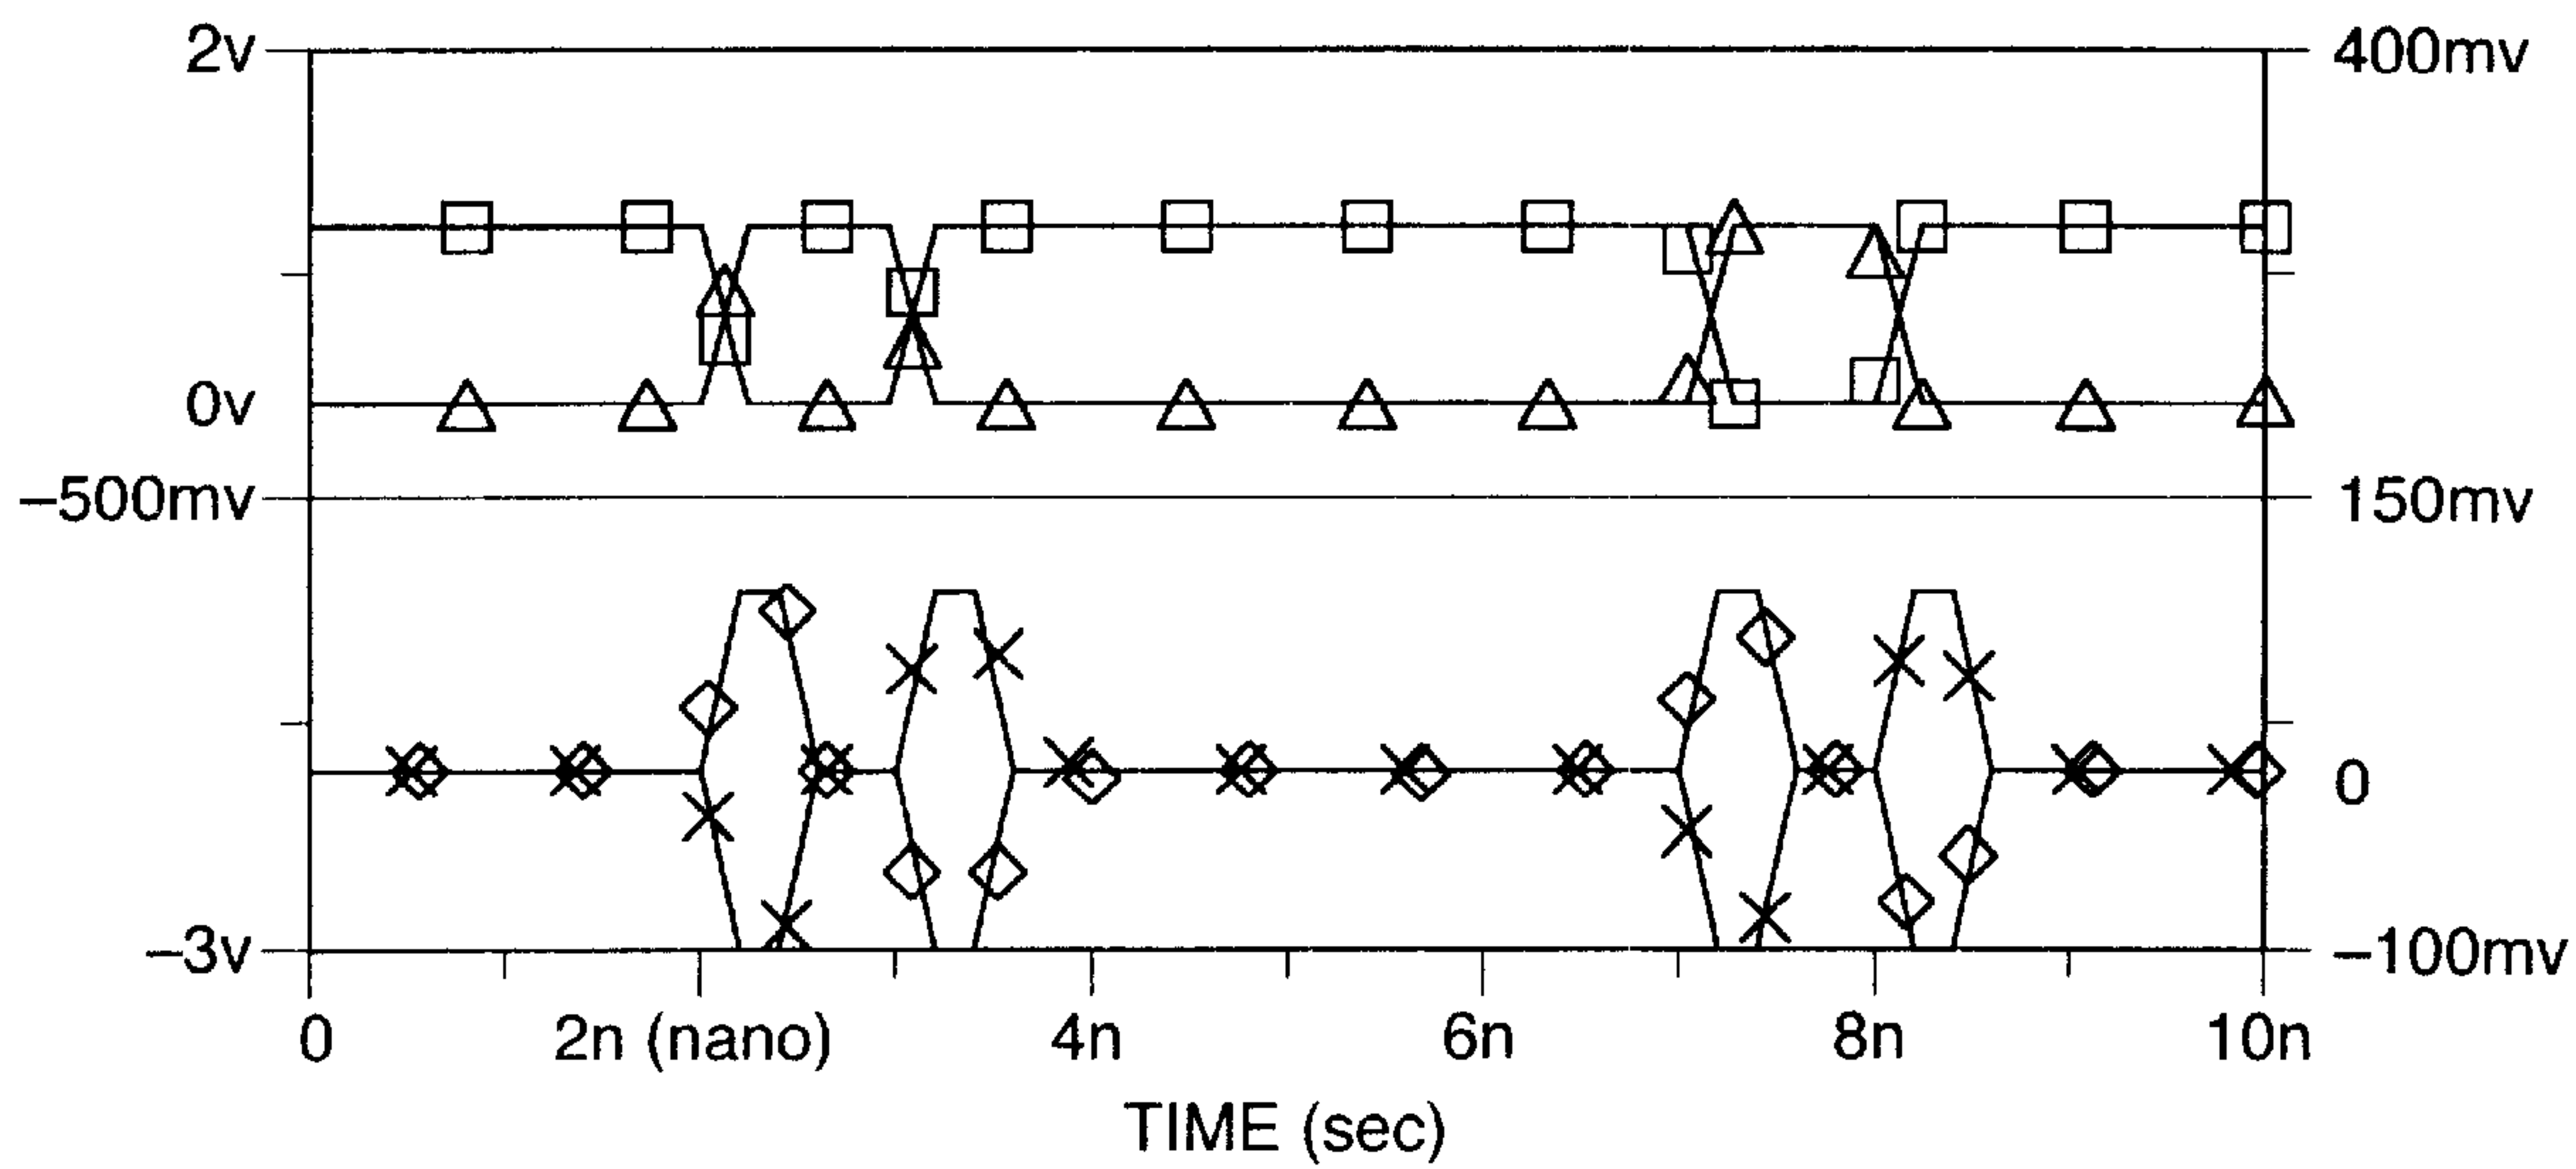 2v
400mv
0v
–500mv
150mv
0
–3v
–100mv
0 2n (nano) 4n 6n 8n 10n
TIME (sec)